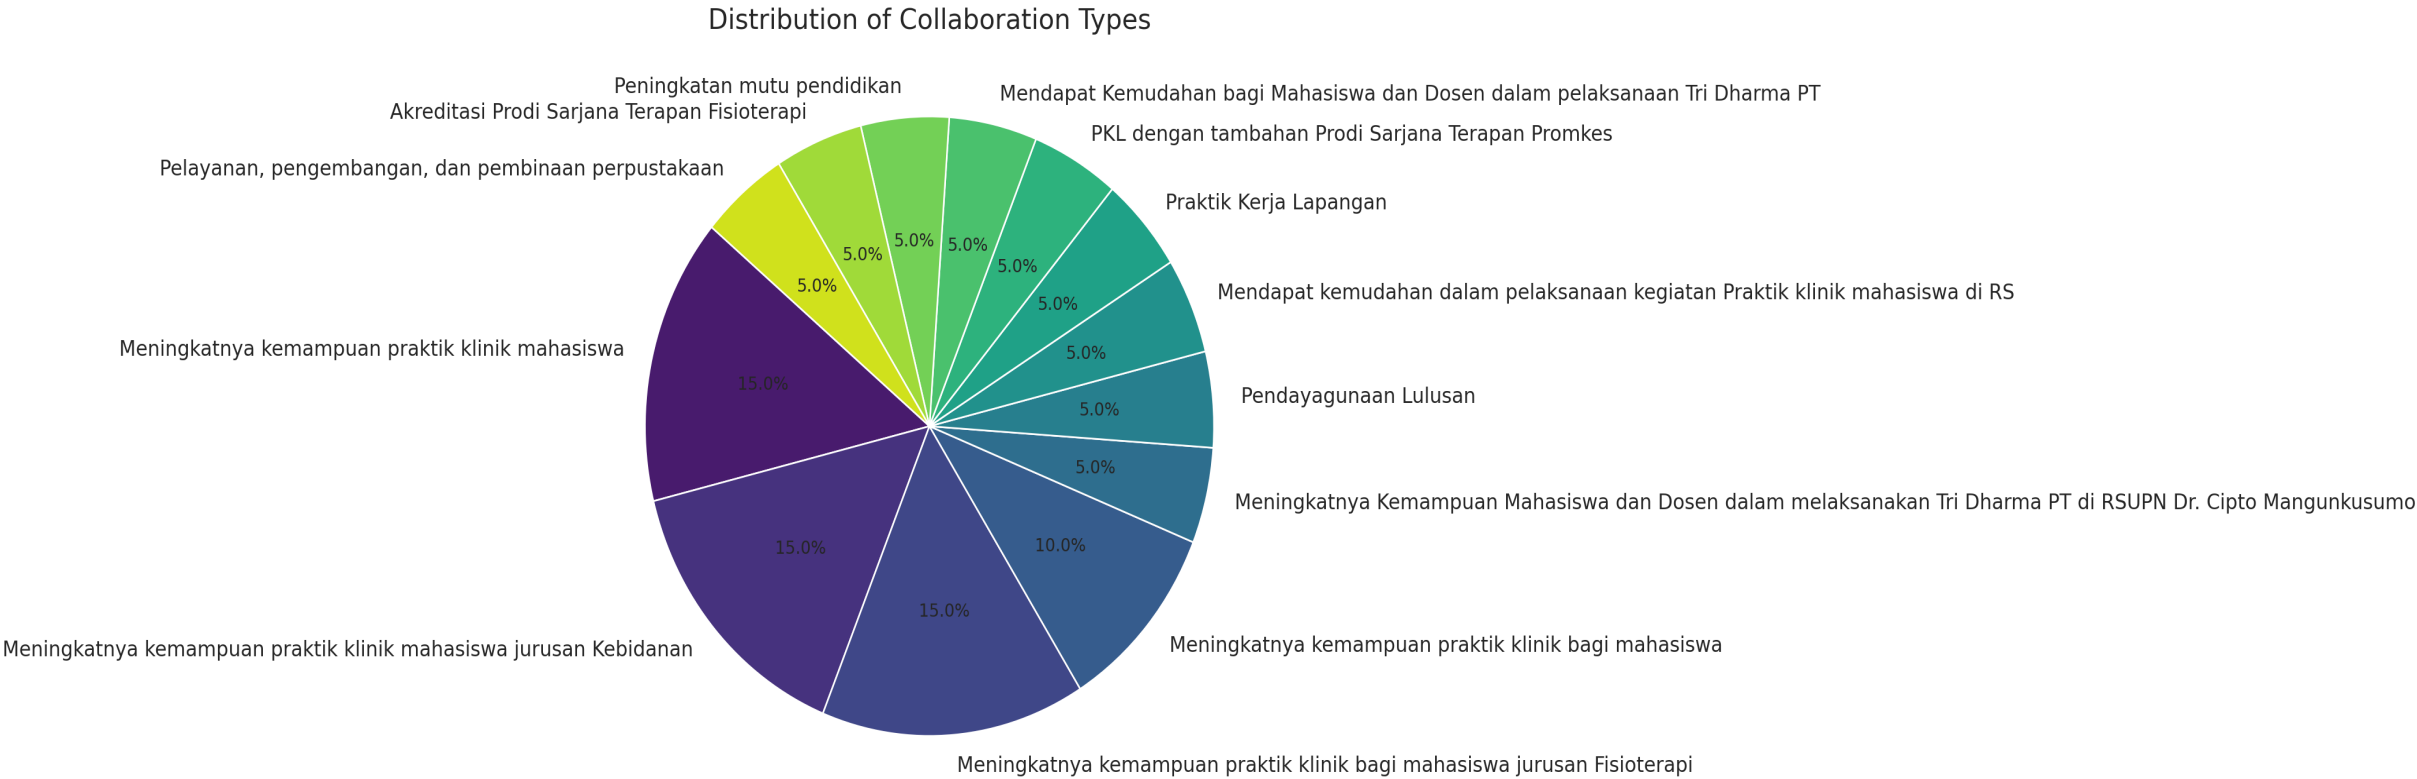 Distribution of Collaboration Types
Peningkatan mutu pendidikan
Mendapat Kemudahan bagi Mahasiswa dan Dosen dalam pelaksanaan Tri Dharma PT
Akreditasi Prodi Sarjana Terapan Fisioterapi
PKL dengan tambahan Prodi Sarjana Terapan Promkes
Pelayanan, pengembangan, dan pembinaan perpustakaan
Praktik Kerja Lapangan
5.0%
5.0%
5.0%
5.0%
5.0%
Mendapat kemudahan dalam pelaksanaan kegiatan Praktik klinik mahasiswa di RS
5.0%
Meningkatnya kemampuan praktik klinik mahasiswa
5.0%
15.0%
Pendayagunaan Lulusan
5.0%
5.0%
Meningkatnya Kemampuan Mahasiswa dan Dosen dalam melaksanakan Tri Dharma PT di RSUPN Dr. Cipto Mangunkusumo
15.0%
10.0%
15.0%
Meningkatnya kemampuan praktik klinik mahasiswa jurusan Kebidanan
Meningkatnya kemampuan praktik klinik bagi mahasiswa
Meningkatnya kemampuan praktik klinik bagi mahasiswa jurusan Fisioterapi